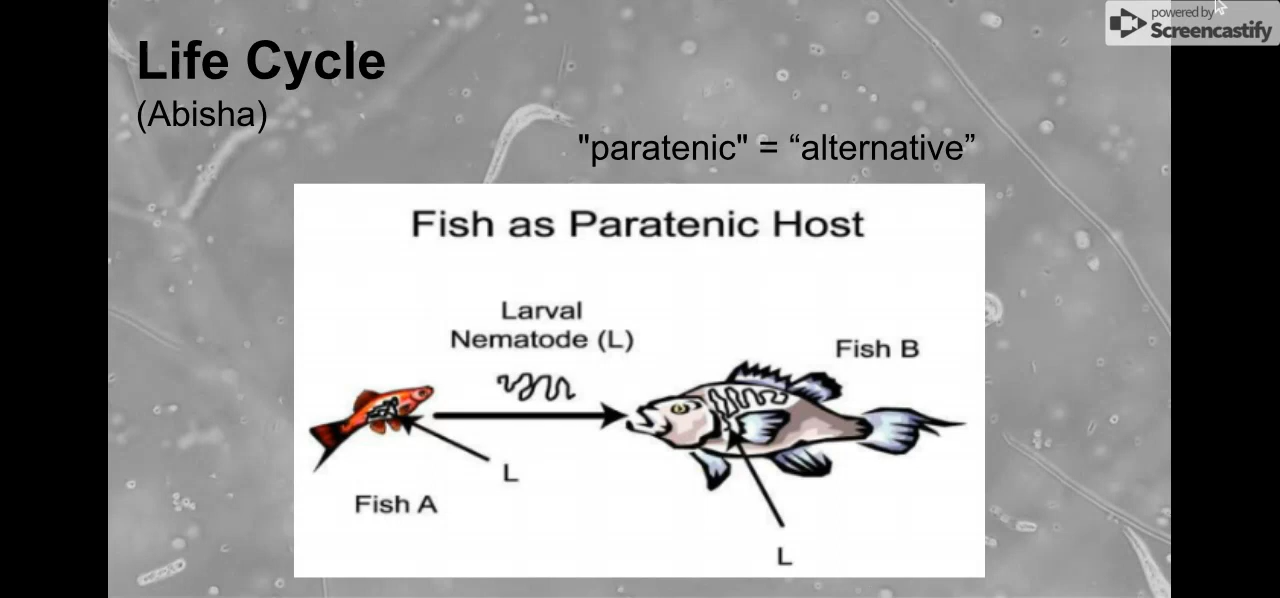 powered by
Screencastify
Life Cycle
(Abisha)
"paratenic" = “alternative”
Fish as Paratenic Host
Larval
Nematode (L)
Fish B
L
Fish A
L